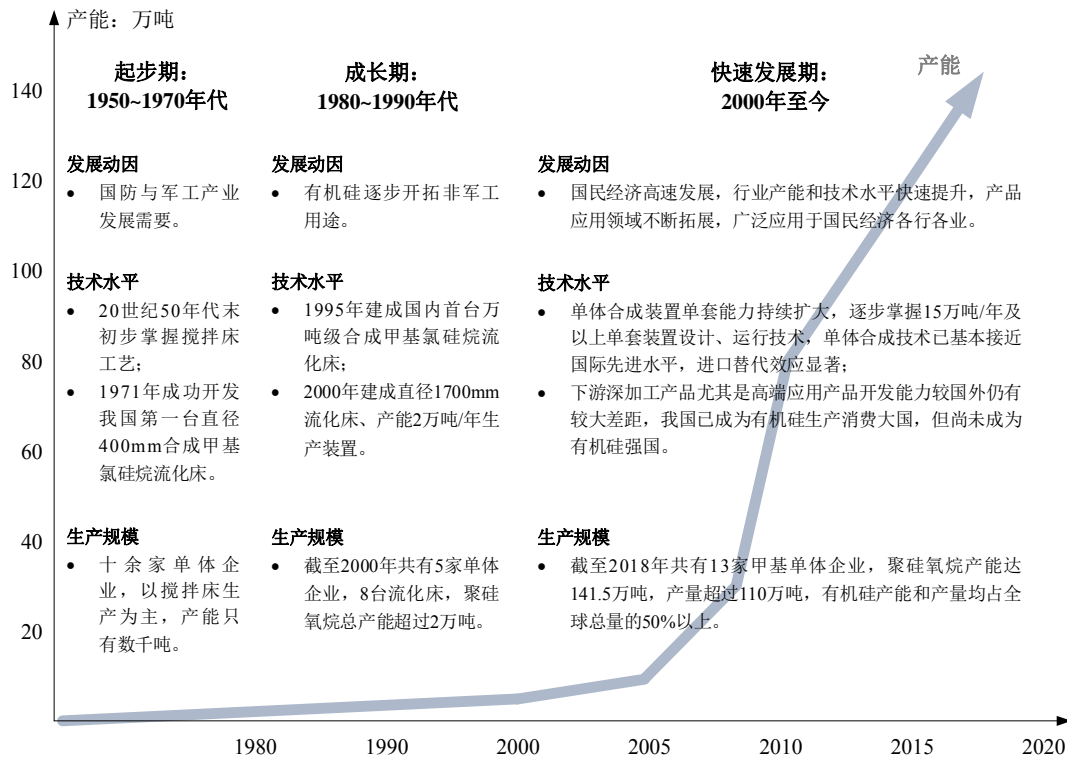 产能：万吨
产能
140
120
100
80
60
40
20
起步期：
1950~1970年代
发展动因
• 国防与军工产业
发展需要。
技术水平
• 20世纪50年代末
初步掌握搅拌床
工艺；
• 1971年成功开发
我国第一台直径
400mm合成甲基
氯硅烷流化床。
生产规模
• 十余家单体企
业，以搅拌床生
产为主，产能只
有数千吨。
成长期：
1980~1990年代
发展动因
• 有机硅逐步开拓非军工
用途。
技术水平
• 1995年建成国内首台万
吨级合成甲基氯硅烷流
化床；
• 2000年建成直径1700mm
流化床、产能2万吨/年生
产装置。
生产规模
• 截至2000年共有5家单体
企业，8台流化床，聚硅
氧烷总产能超过2万吨。
快速发展期：
2000年至今
发展动因
• 国民经济高速发展，行业产能和技术水平快速提升，产品
应用领域不断拓展，广泛应用于国民经济各行各业。
技术水平
• 单体合成装置单套能力持续扩大，逐步掌握15万吨/年及
以上单套装置设计、运行技术，单体合成技术已基本接近
国际先进水平，进口替代效应显著；
• 下游深加工产品尤其是高端应用产品开发能力较国外仍有
较大差距，我国已成为有机硅生产消费大国，但尚未成为
有机硅强国。
生产规模
• 截至2018年共有13家甲基单体企业，聚硅氧烷产能达
141.5万吨，产量超过110万吨，有机硅产能和产量均占全
球总量的50%以上。
1980
1990
2000
2005
2010
2015
2020